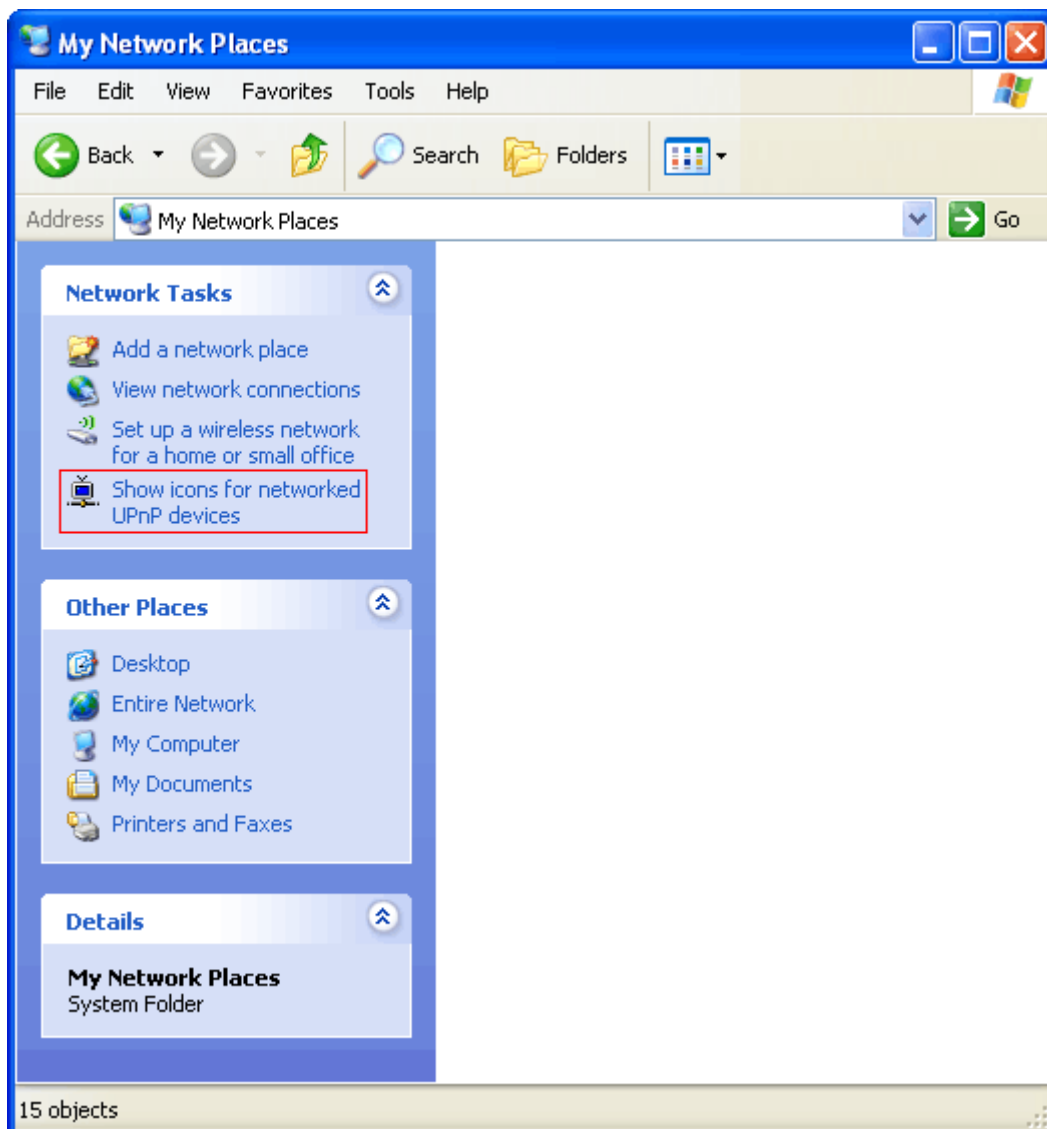 My Network Places
File Edit View Favorites Tools Help
Back Search Folders
Address My Network Places Go
Network Tasks
Add a network place
View network connections
Set up a wireless network
for a home or small office
Show icons for networked
UPnP devices
Other Places
Desktop
Entire Network
My Computer
My Documents
Printers and Faxes
Details
My Network Places
System Folder
15 objects